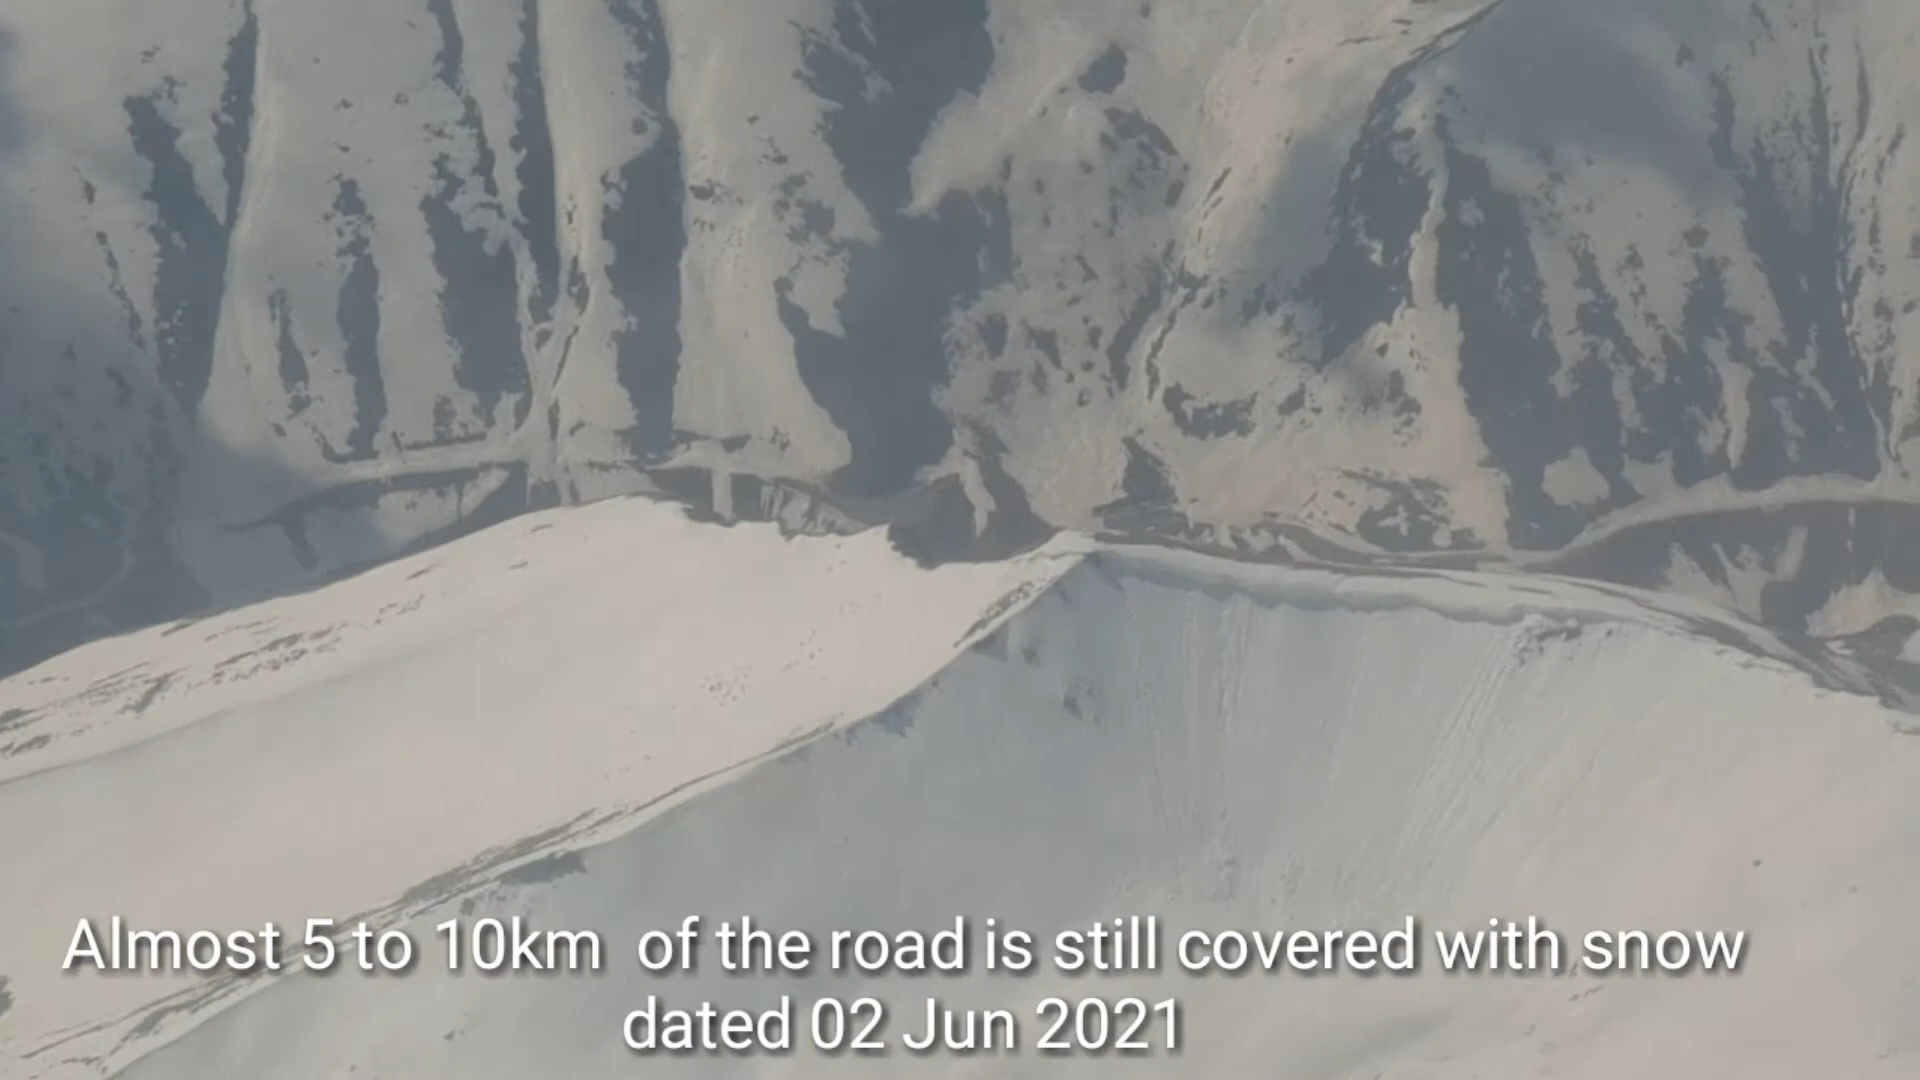 Almost 5 to 10km  of the road is still covered with snow
dated 02 Jun 2021